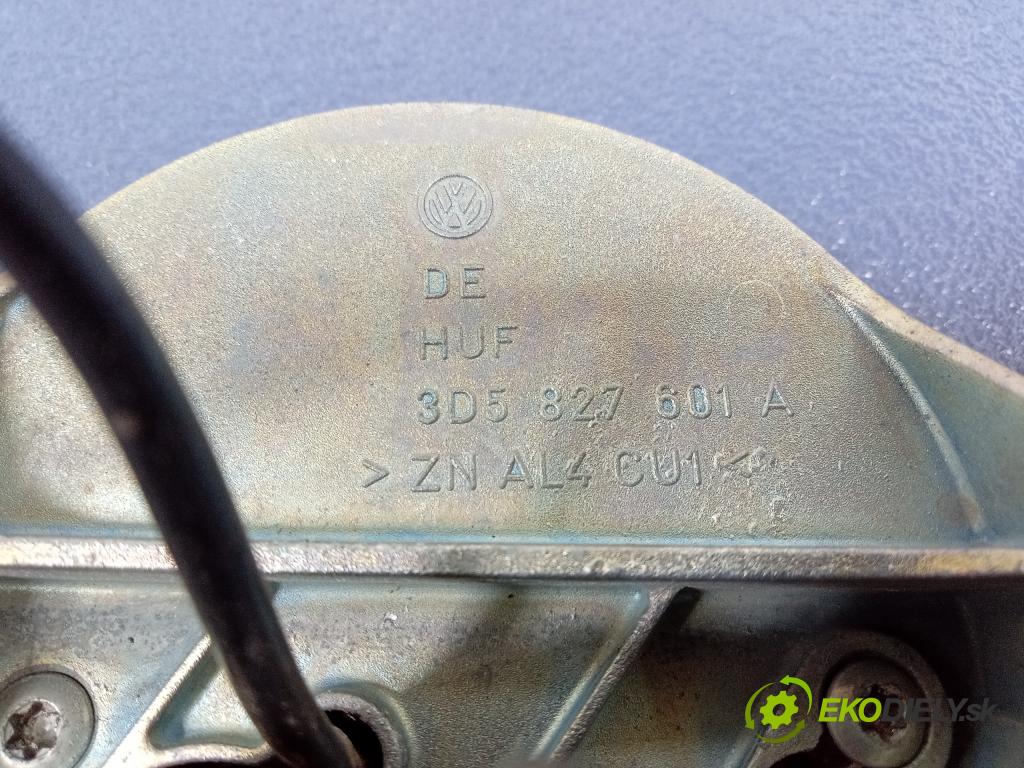 DE
HUF
3D5 827 601 A
>ZN AL4 CU1<
EKODIELY.sk